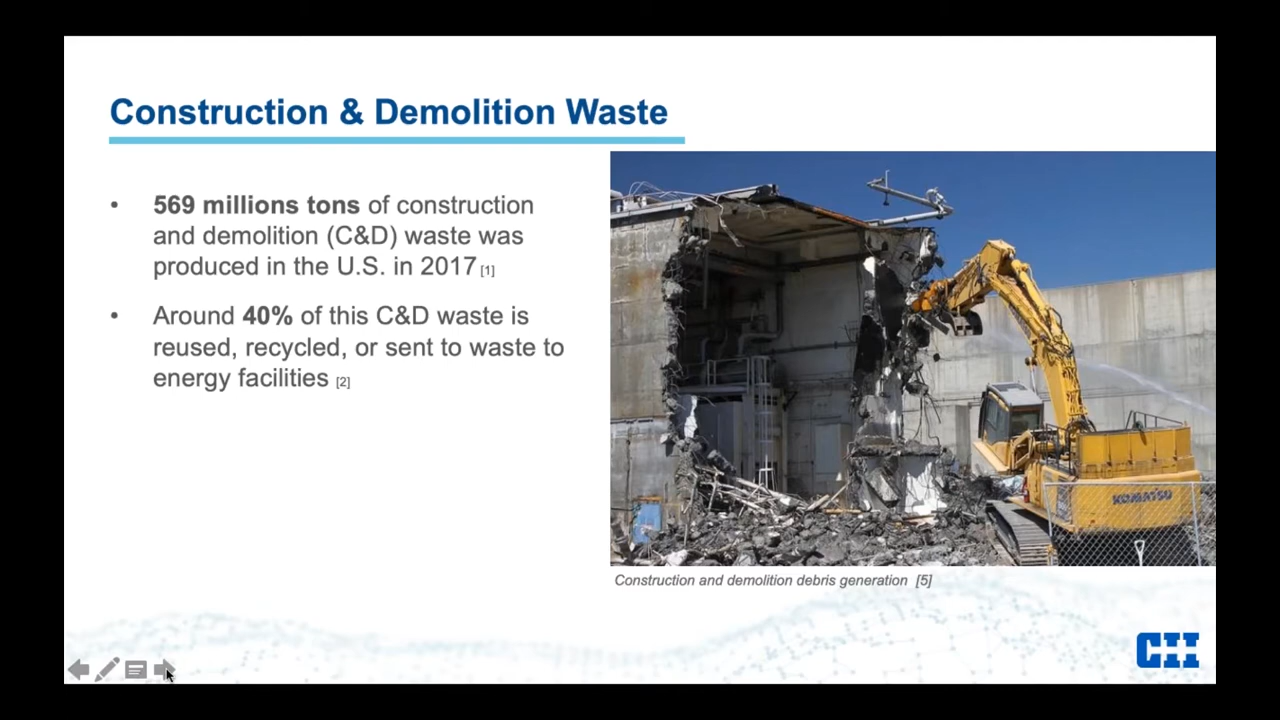 Construction & Demolition Waste
• 569 millions tons of construction
and demolition (C&D) waste was
produced in the U.S. in 2017 [1]
• Around 40% of this C&D waste is
reused, recycled, or sent to waste to
energy facilities [2]
KOMATSU
Construction and demolition debris generation [5]
CII